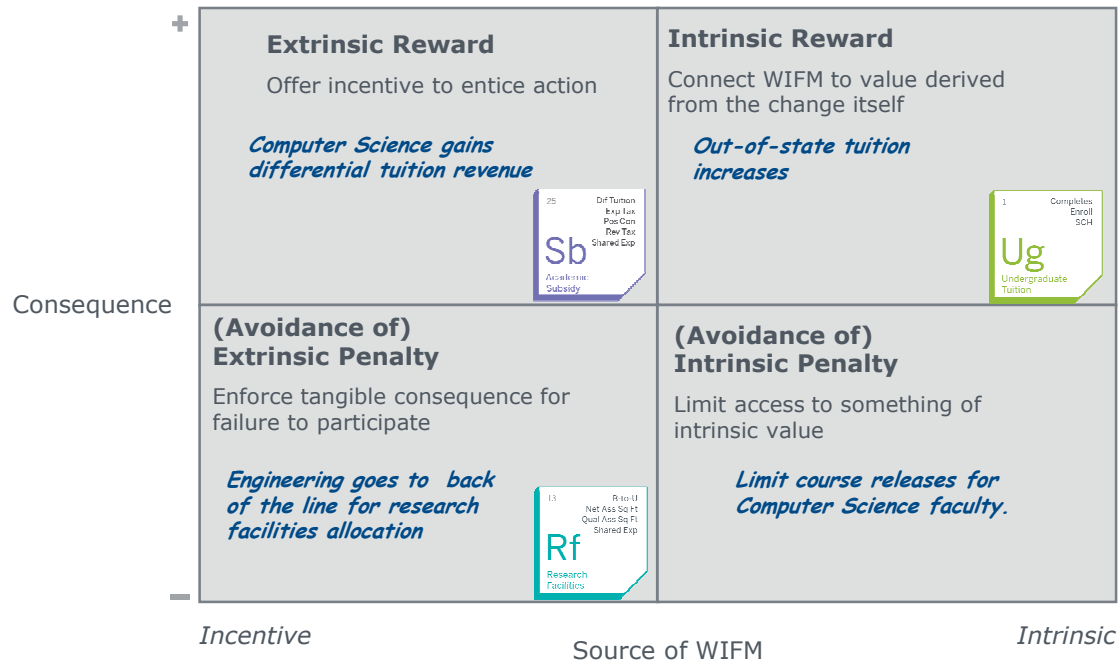 +
Extrinsic Reward
Offer incentive to entice action
Computer Science gains
differential tuition revenue
25
Dif Tuition
Exp Tax
Pos Con
Rev Tax
Shared Exp
Sb
Academic
Subsidy
Intrinsic Reward
Connect WIFM to value derived
from the change itself
Out-of-state tuition
increases
1
Completes
Enroll
SCH
Ug
Undergraduate
Tuition
Consequence
(Avoidance of)
Extrinsic Penalty
Enforce tangible consequence for
failure to participate
Engineering goes to back
of the line for research
facilities allocation
13
B-to-U
Net Ass Sq Ft
Qual Ass Sq Ft
Shared Exp
Rf
Research
Facilities
(Avoidance of)
Intrinsic Penalty
Limit access to something of
intrinsic value
Limit course releases for
Computer Science faculty.
–
Incentive
Source of WIFM
Intrinsic